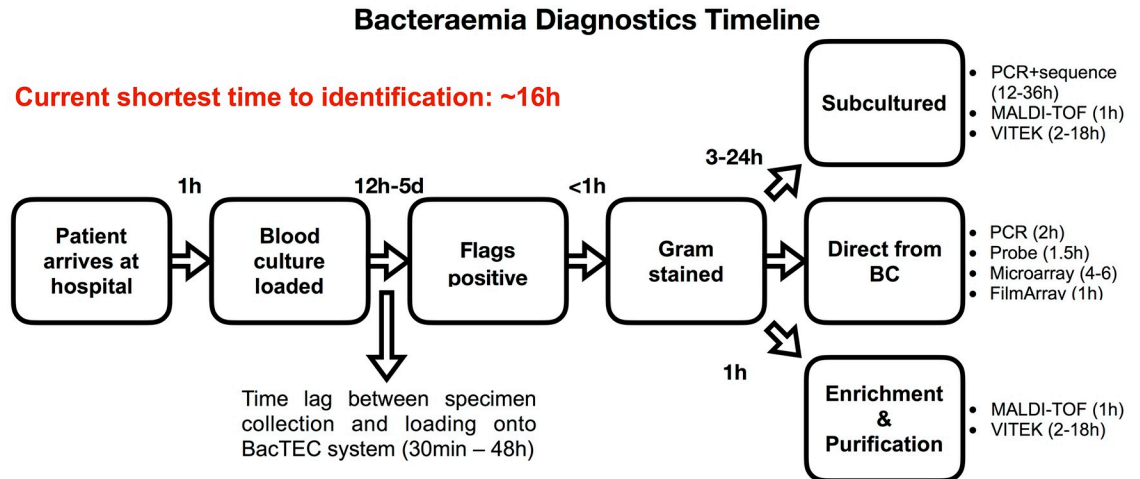 Bacteraemia Diagnostics Timeline
Current shortest time to identification: ~16h
Patient
arrives at
hospital
1h
Blood
culture
loaded
12h-5d
Time lag between specimen
collection and loading onto
BacTEC system (30min – 48h)
Flags
positive
<1h
Gram
stained
3-24h
Subcultured
• PCR+sequence
(12-36h)
• MALDI-TOF (1h)
• VITEK (2-18h)
Direct from
BC
• PCR (2h)
• Probe (1.5h)
• Microarray (4-6)
• FilmArray (1h)
1h
Enrichment
&
Purification
• MALDI-TOF (1h)
• VITEK (2-18h)